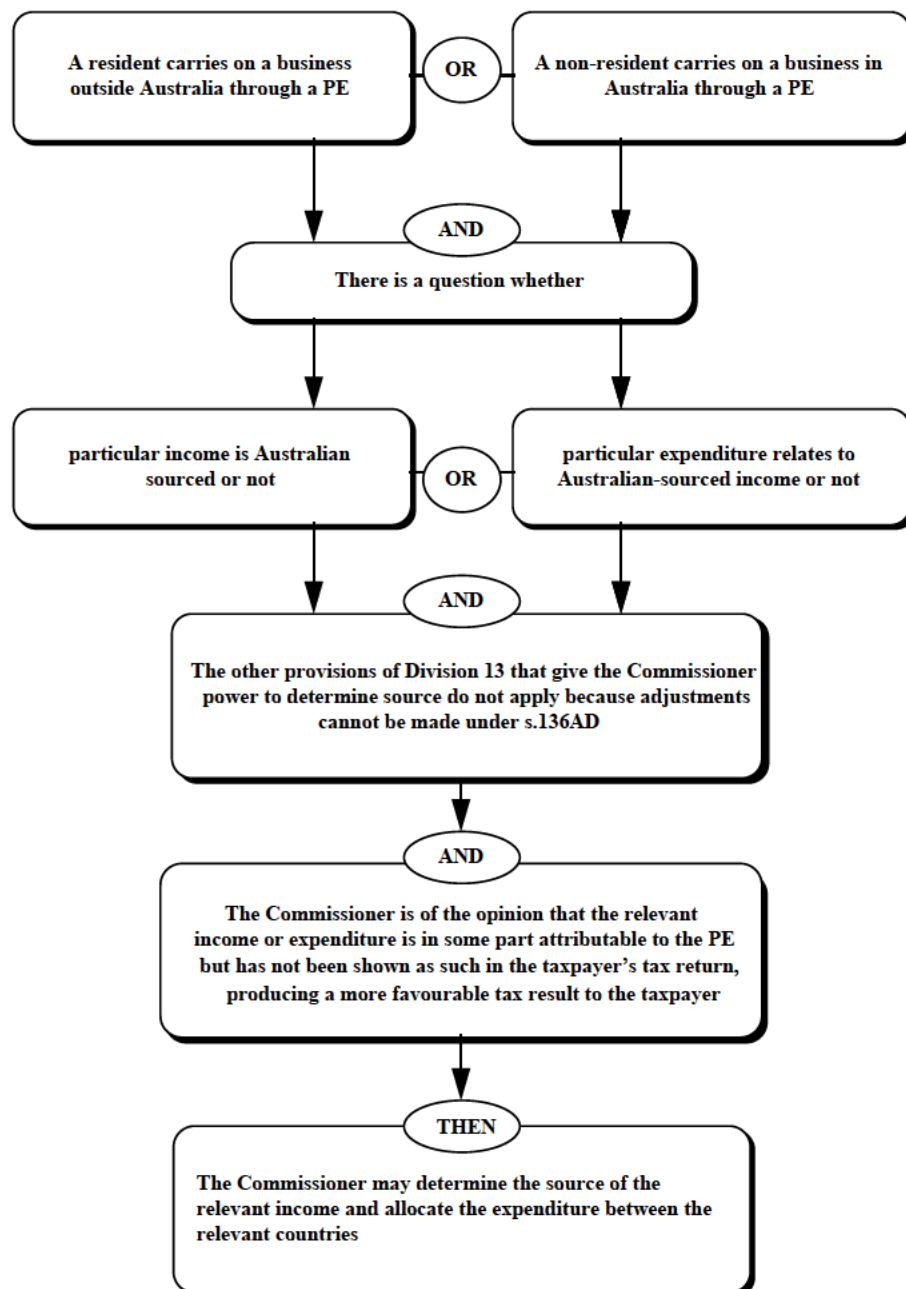 A resident carries on a business
outside Australia through a PE
OR
A non-resident carries on a business in
Australia through a PE
AND
There is a question whether
particular income is Australian
sourced or not
OR
particular expenditure relates to
Australian-sourced income or not
AND
The other provisions of Division 13 that give the Commissioner
power to determine source do not apply because adjustments
cannot be made under s.136AD
AND
The Commissioner is of the opinion that the relevant
income or expenditure is in some part attributable to the PE
but has not been shown as such in the taxpayer’s tax return,
producing a more favourable tax result to the taxpayer
THEN
The Commissioner may determine the source of the
relevant income and allocate the expenditure between the
relevant countries